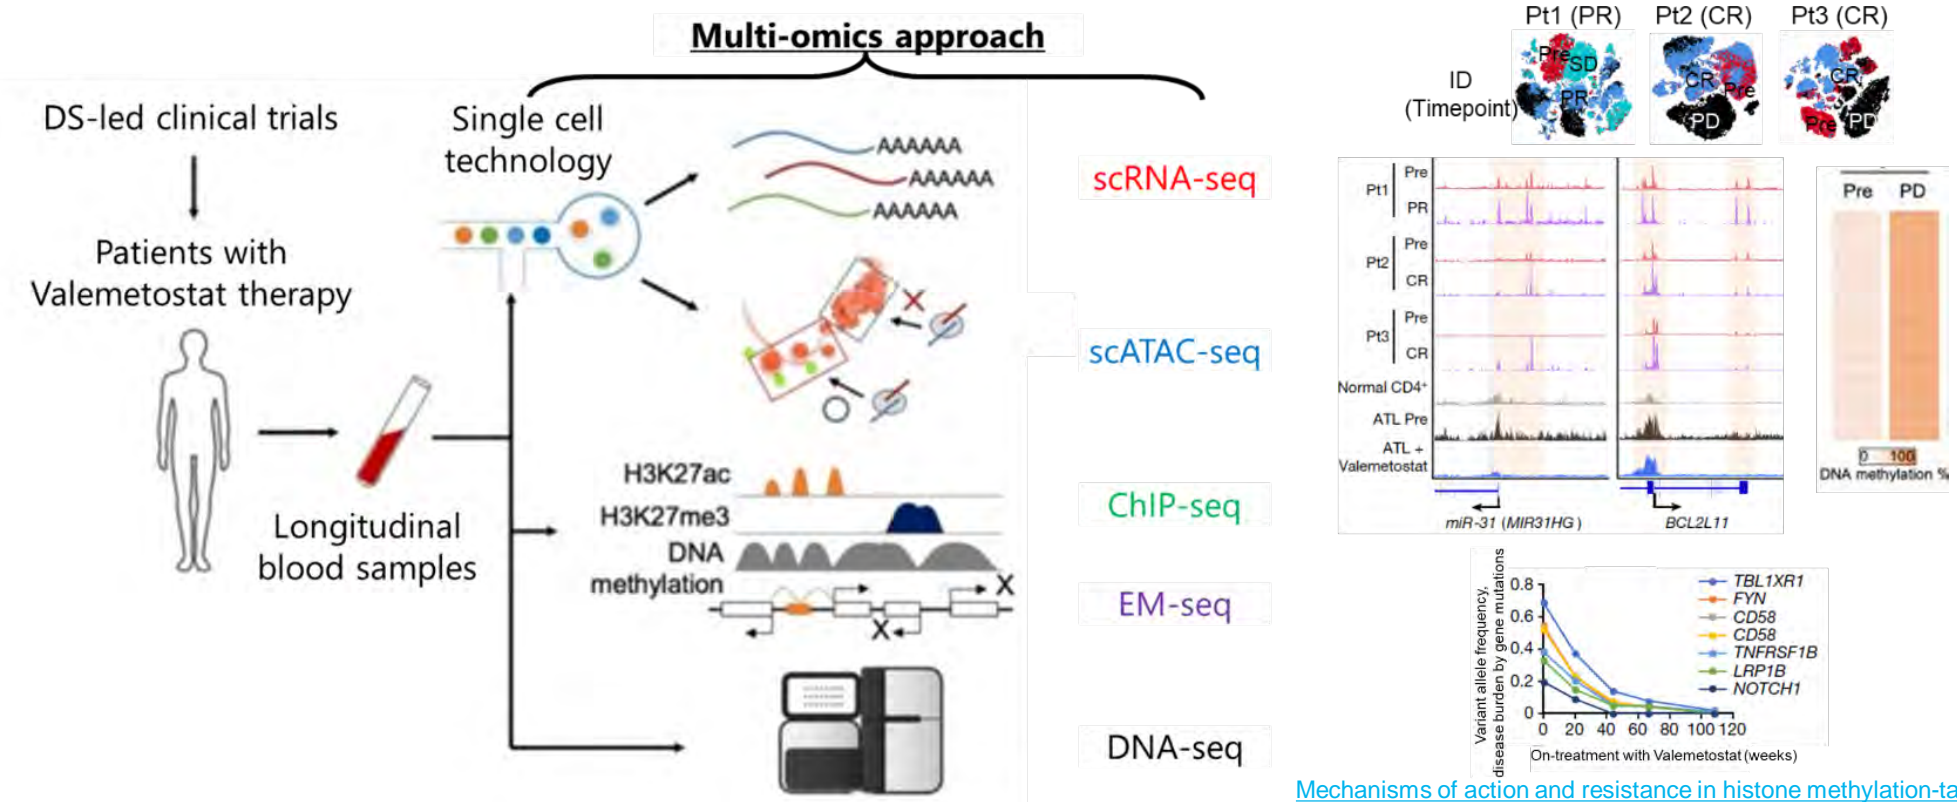 Multi-omics approach
DS-led clinical trials
Patients with
Valemetostat therapy
Longitudinal
blood samples
Single cell
technology
AAAAAA
AAAAAA
AAAAAA
H3K27ac
H3K27me3
DNA
methylation
X
X
scRNA-seq
scATAC-seq
ChIP-seq
EM-seq
DNA-seq
Pt1 (PR)
Pt2 (CR)
Pt3 (CR)
ID
(Timepoint)
Pre
SD
PR
CR
Pre
PD
CR
Pre
PD
Pt1
Pre
PR
Pt2
Pre
CR
Pt3
Pre
CR
Normal CD4+
ATL Pre
ATL +
Valemetostat
miR-31 (MIR31HG)
BCL2L11
Pre PD
0 100
DNA methylation %
Variant allele frequency,
disease burden by gene mutations
0.8
0.6
0.4
0.2
0
0 20 40 60 80 100 120
TBL1XR1
FYN
CD58
CD58
TNFRSF1B
LRP1B
NOTCH1
On-treatment with Valemetostat (weeks)
Mechanisms of action and resistance in histone methylation-ta